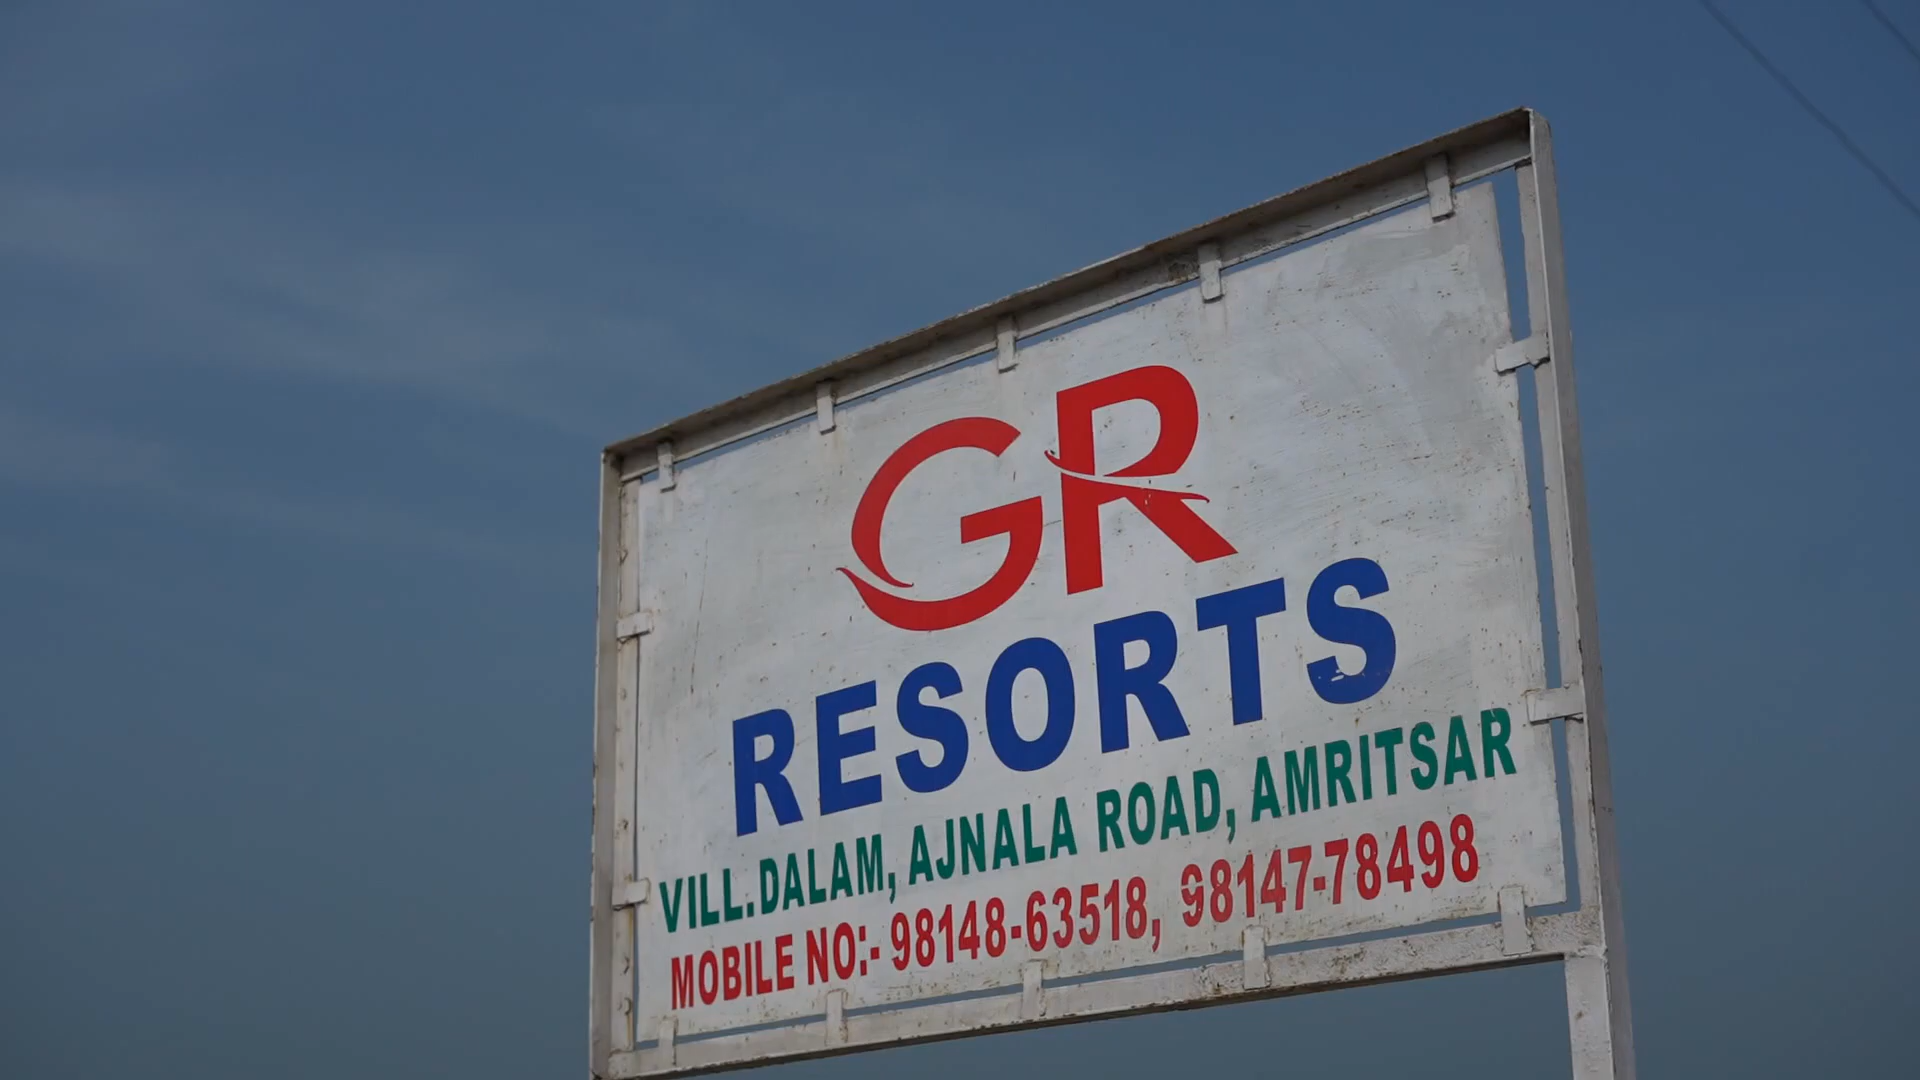 GR
RESORTS
VILL.DALAM, AJNALA ROAD, AMRITSAR
MOBILE NO:- 98148-63518, 98147-78498